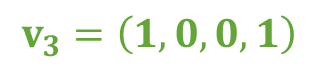 v₃ = (1, 0, 0, 1)